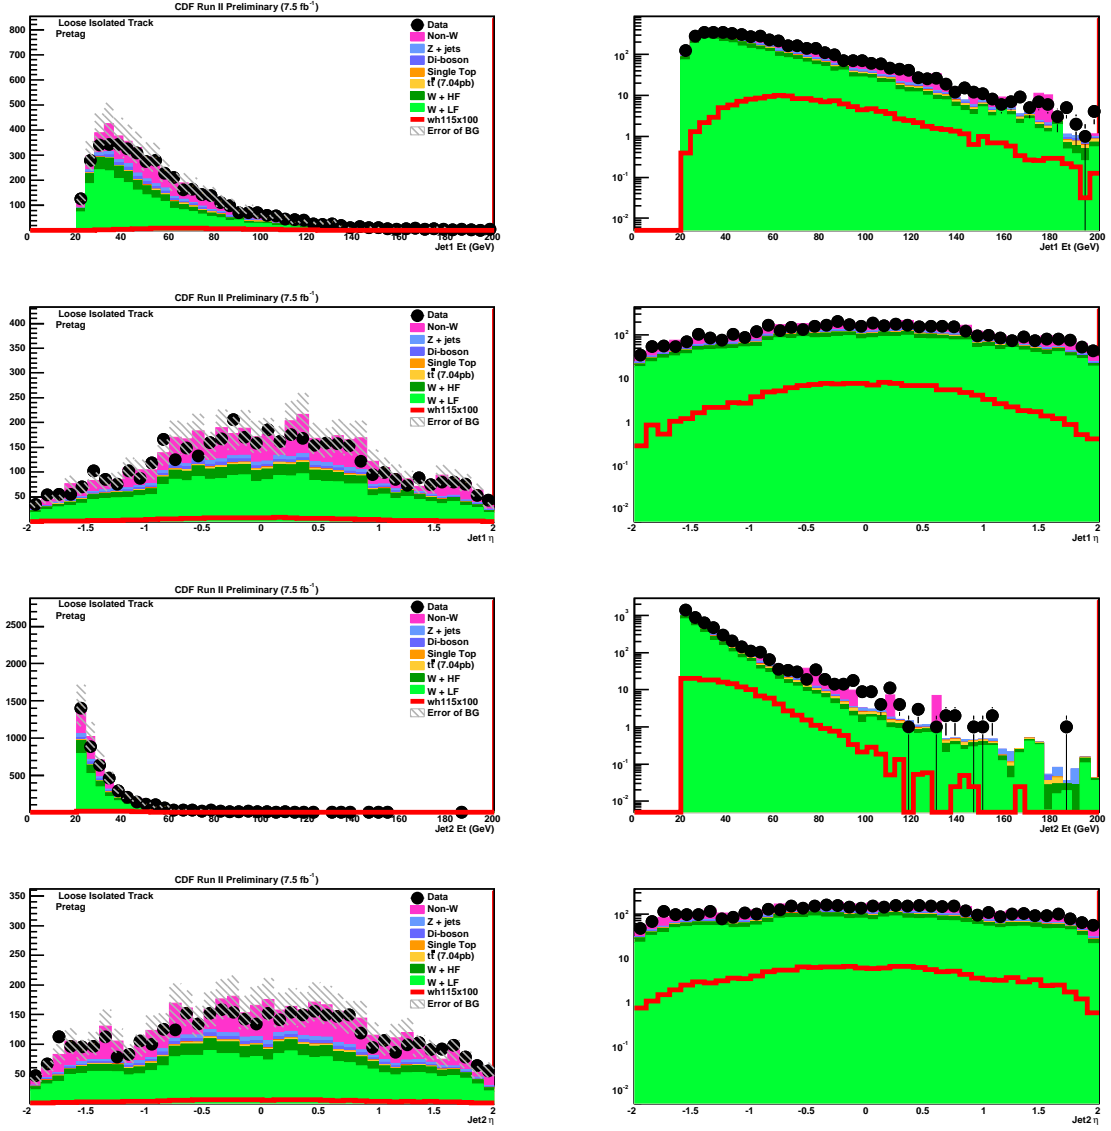 CDF Run II Preliminary (7.5 fb⁻¹)
Loose Isolated Track
Pretag
Data
Non-W
Z + jets
Di-boson
Single Top
tt̄ (7.04pb)
W + HF
W + LF
wh115x100
Error of BG
800
700
600
500
400
300
200
100
0 20 40 60 80 100 120 140 160 180 200
Jet1 Et (GeV)
10²
10
1
10⁻¹
10⁻²
0 20 40 60 80 100 120 140 160 180 200
Jet1 Et (GeV)
CDF Run II Preliminary (7.5 fb⁻¹)
Loose Isolated Track
Pretag
Data
Non-W
Z + jets
Di-boson
Single Top
tt̄ (7.04pb)
W + HF
W + LF
wh115x100
Error of BG
400
350
300
250
200
150
100
50
-2 -1.5 -1 -0.5 0 0.5 1 1.5 2
Jet1 η
10²
10
1
10⁻¹
10⁻²
-2 -1.5 -1 -0.5 0 0.5 1 1.5 2
Jet1 η
CDF Run II Preliminary (7.5 fb⁻¹)
Loose Isolated Track
Pretag
Data
Non-W
Z + jets
Di-boson
Single Top
tt̄ (7.04pb)
W + HF
W + LF
wh115x100
Error of BG
2500
2000
1500
1000
500
0 20 40 60 80 100 120 140 160 180 200
Jet2 Et (GeV)
10³
10²
10
1
10⁻¹
10⁻²
0 20 40 60 80 100 120 140 160 180 200
Jet2 Et (GeV)
CDF Run II Preliminary (7.5 fb⁻¹)
Loose Isolated Track
Pretag
Data
Non-W
Z + jets
Di-boson
Single Top
tt̄ (7.04pb)
W + HF
W + LF
wh115x100
Error of BG
350
300
250
200
150
100
50
-2 -1.5 -1 -0.5 0 0.5 1 1.5 2
Jet2 η
10²
10
1
10⁻¹
10⁻²
-2 -1.5 -1 -0.5 0 0.5 1 1.5 2
Jet2 η